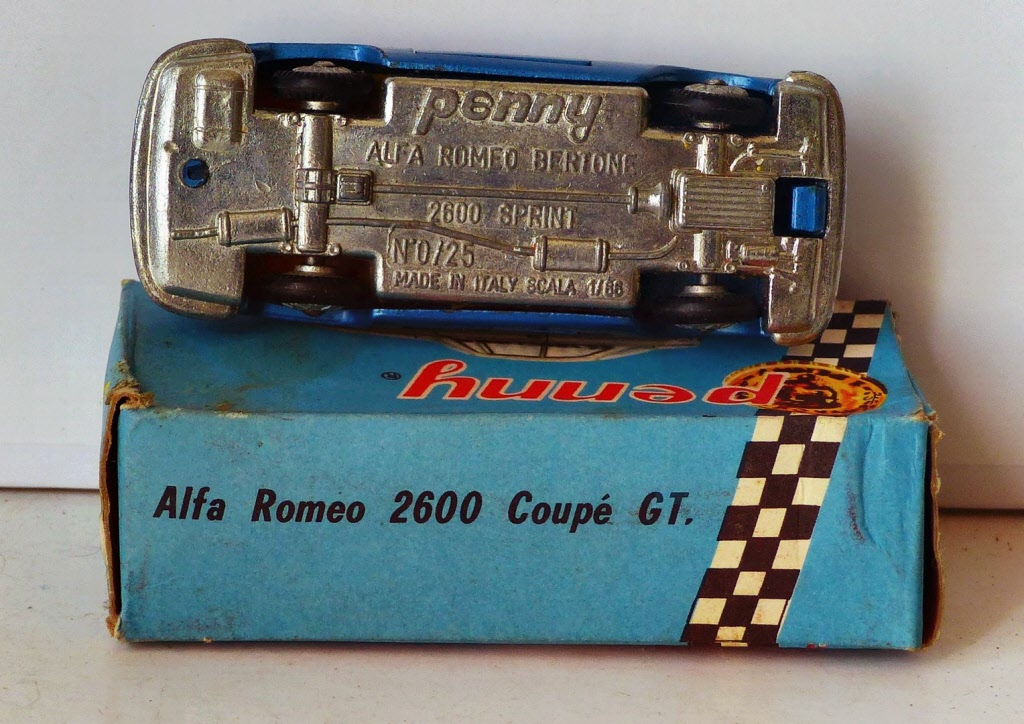 penny
ALFA ROMEO BERTONE
2600 SPRINT
N°0/25
MADE IN ITALY SCALA 1/66
penny®
Alfa Romeo 2600 Coupé GT.